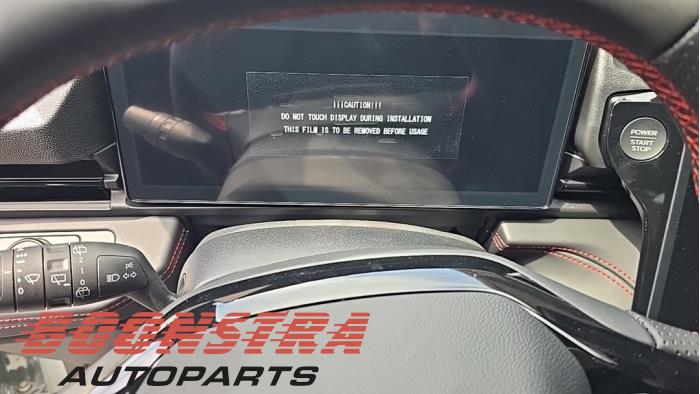 ¡¡¡CAUTION!!!
DO NOT TOUCH DISPLAY DURING INSTALLATION
THIS FILM IS TO BE REMOVED BEFORE USAGE
POWER
START
STOP
BOONSTRA
AUTOPARTS